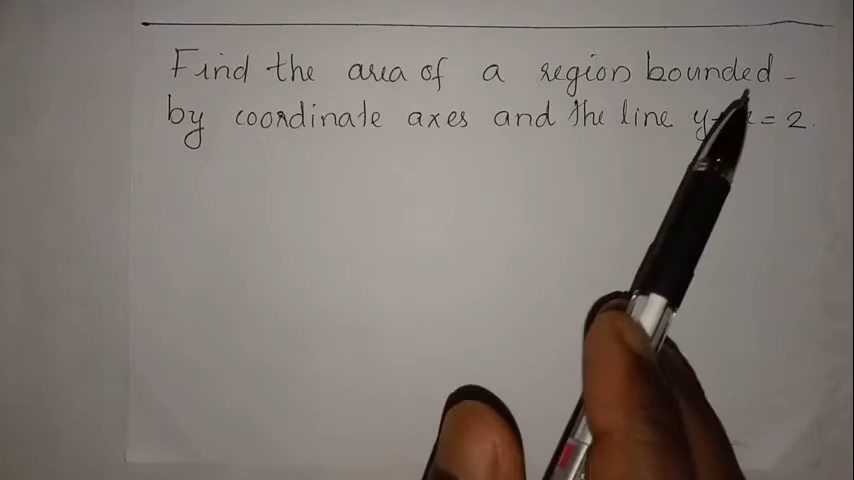 Find the area of a region bounded -
by coordinate axes and the line y = 2.